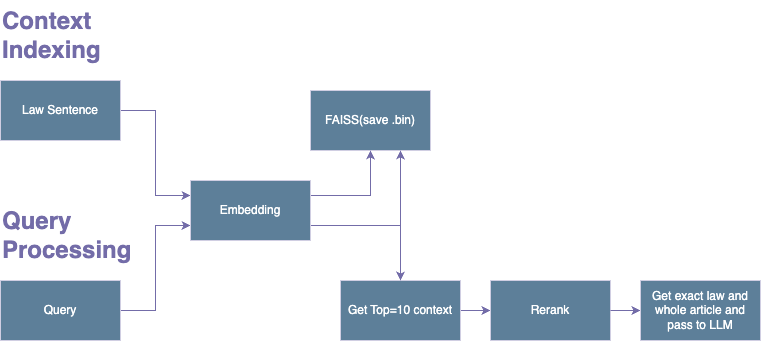 Context
Indexing
Law Sentence
FAISS(save .bin)
Embedding
Query
Processing
Query
Get Top=10 context
Rerank
Get exact law and
whole article and
pass to LLM